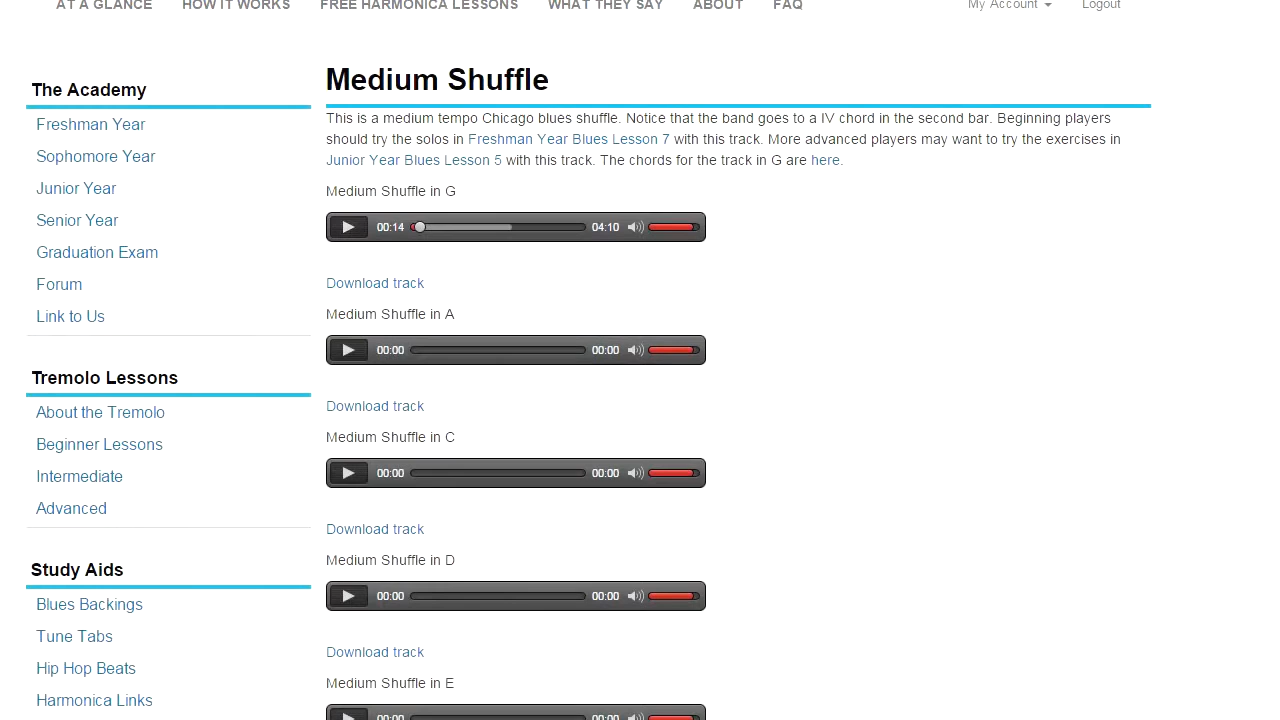 AT A GLANCE HOW IT WORKS FREE HARMONICA LESSONS WHAT THEY SAY ABOUT FAQ My Account Logout
The Academy
Freshman Year
Sophomore Year
Junior Year
Senior Year
Graduation Exam
Forum
Link to Us
Tremolo Lessons
About the Tremolo
Beginner Lessons
Intermediate
Advanced
Study Aids
Blues Backings
Tune Tabs
Hip Hop Beats
Harmonica Links
Medium Shuffle
This is a medium tempo Chicago blues shuffle. Notice that the band goes to a IV chord in the second bar. Beginning players
should try the solos in Freshman Year Blues Lesson 7 with this track. More advanced players may want to try the exercises in
Junior Year Blues Lesson 5 with this track. The chords for the track in G are here.
Medium Shuffle in G
00:14 04:10
Download track
Medium Shuffle in A
00:00 00:00
Download track
Medium Shuffle in C
00:00 00:00
Download track
Medium Shuffle in D
00:00 00:00
Download track
Medium Shuffle in E
00:00 00:00